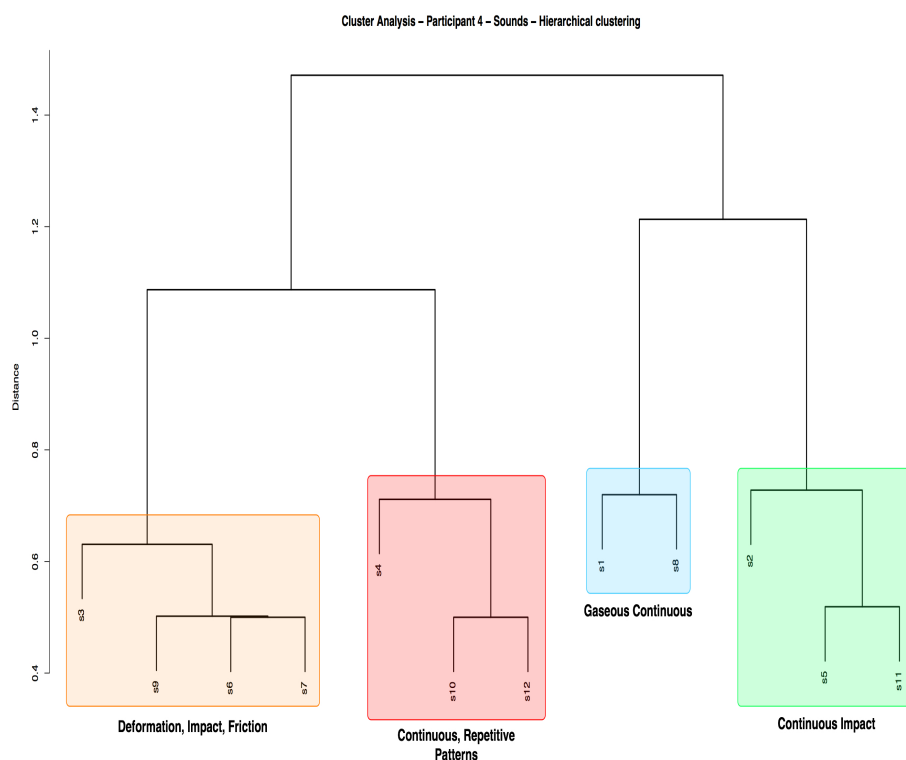 Cluster Analysis – Participant 4 – Sounds – Hierarchical clustering
Distance
1.4
1.2
1.0
0.8
0.6
0.4
s3
s9
s6
s7
s4
s10
s12
s1
s8
s2
s5
s11
Deformation, Impact, Friction
Continuous, Repetitive
Patterns
Gaseous Continuous
Continuous Impact